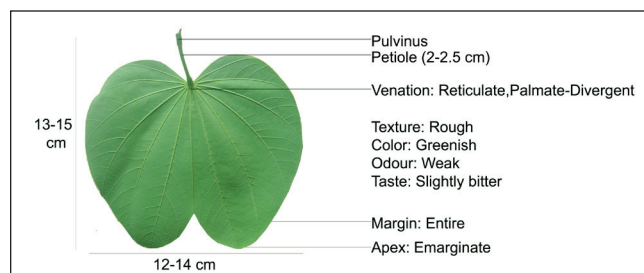 Pulvinus
Petiole (2-2.5 cm)
Venation: Reticulate,Palmate-Divergent
13-15
cm
Texture: Rough
Color: Greenish
Odour: Weak
Taste: Slightly bitter
Margin: Entire
Apex: Emarginate
12-14 cm